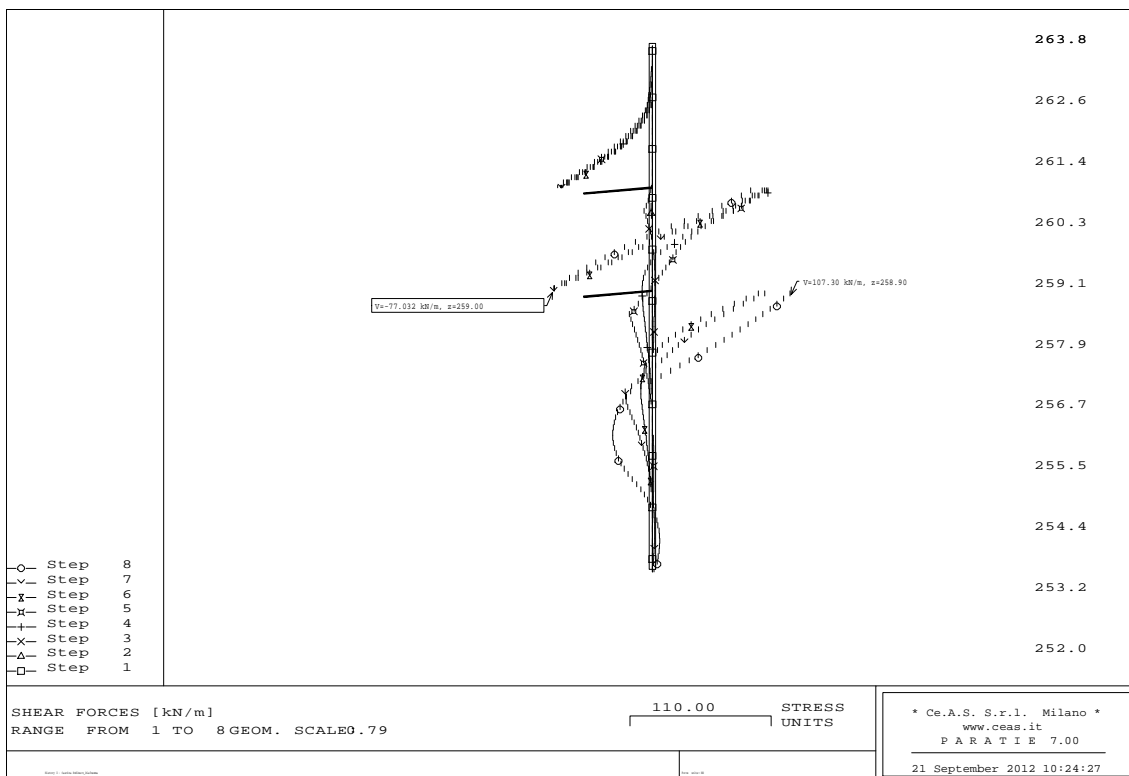 263.8
262.6
261.4
260.3
259.1
257.9
256.7
255.5
254.4
253.2
252.0
V=-77.032 kN/m, z=259.00
V=107.30 kN/m, z=258.90
Step 8
Step 7
Step 6
Step 5
Step 4
Step 3
Step 2
Step 1
SHEAR FORCES [kN/m]
RANGE FROM 1 TO 8 GEOM. SCALE0.79
110.00 STRESS
UNITS
* Ce.A.S. S.r.l. Milano *
www.ceas.it
P A R A T I E 7.00
21 September 2012 10:24:27